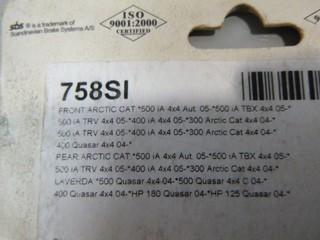 sbs ® is a trademark of
Scandinavian Brake Systems A/S
ISO
9001:2000
CERTIFIED
758SI
FRONT:ARCTIC CAT:*500 iA 4x4 Aut. 05-*500 iA TBX 4x4 05-*
500 iA TRV 4x4 05-*400 iA 4x4 05-*300 Arctic Cat 4x4 04-*
500 iA TRV 4x4 05-*400 iA 4x4 05-*300 Arctic Cat 4x4 04-*
400 Quasar 4x4 04-*
REAR:ARCTIC CAT:*500 iA 4x4 Aut. 05-*500 iA TBX 4x4 05-*
500 iA TRV 4x4 05-*400 iA 4x4 05-*300 Arctic Cat 4x4 04-*
LAVERDA:*500 Quasar 4x4-04-*500 Quasar 4x4 C 04-*
400 Quasar 4x4 04-*HP 180 Quasar 04-*HP 125 Quasar 04-*